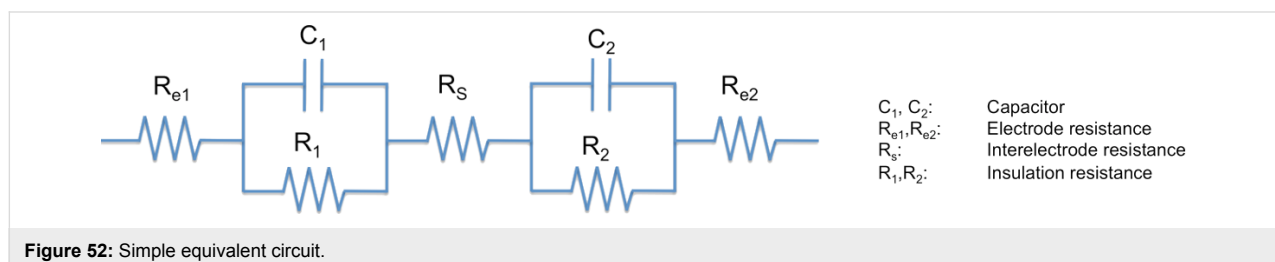 C₁
C₂
Rₑ₁
R_S
Rₑ₂
R₁
R₂
C₁, C₂: Capacitor
Rₑ₁,Rₑ₂: Electrode resistance
Rₛ: Interelectrode resistance
R₁,R₂: Insulation resistance
Figure 52: Simple equivalent circuit.